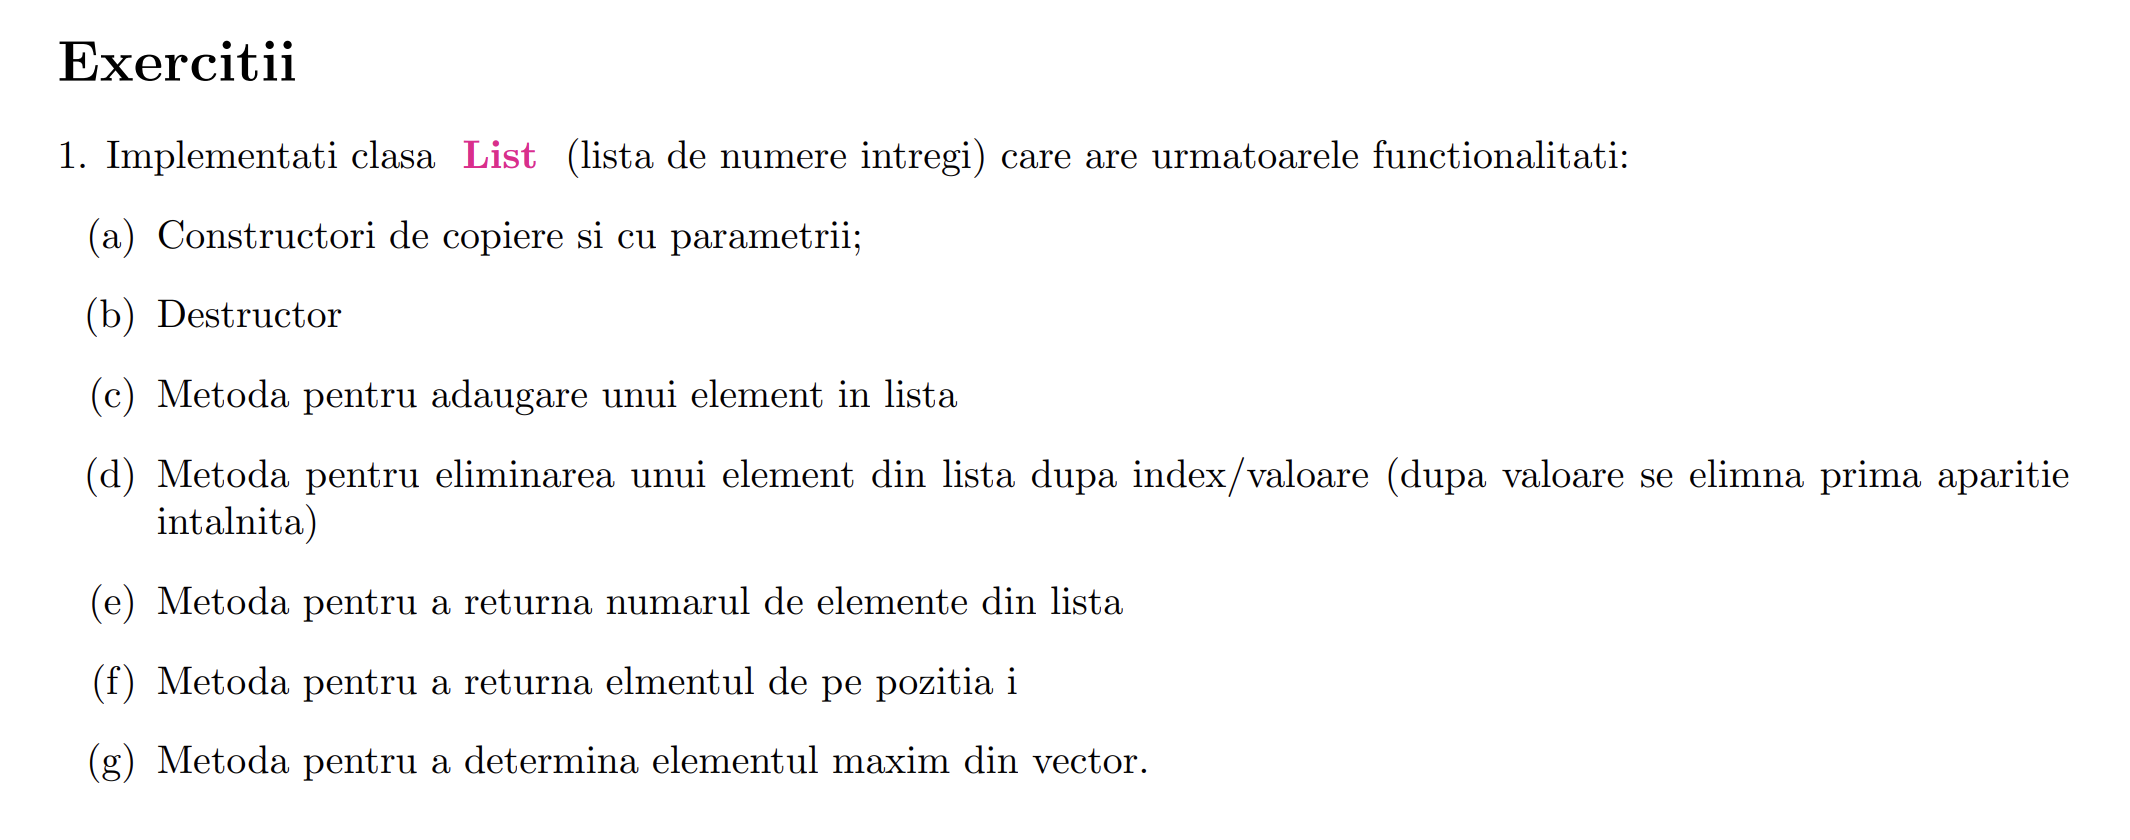 Exercitii
1. Implementati clasa List (lista de numere intregi) care are urmatoarele functionalitati:
(a) Constructori de copiere si cu parametrii;
(b) Destructor
(c) Metoda pentru adaugare unui element in lista
(d) Metoda pentru eliminarea unui element din lista dupa index/valoare (dupa valoare se elimna prima aparitie
intalnita)
(e) Metoda pentru a returna numarul de elemente din lista
(f) Metoda pentru a returna elmentul de pe pozitia i
(g) Metoda pentru a determina elementul maxim din vector.